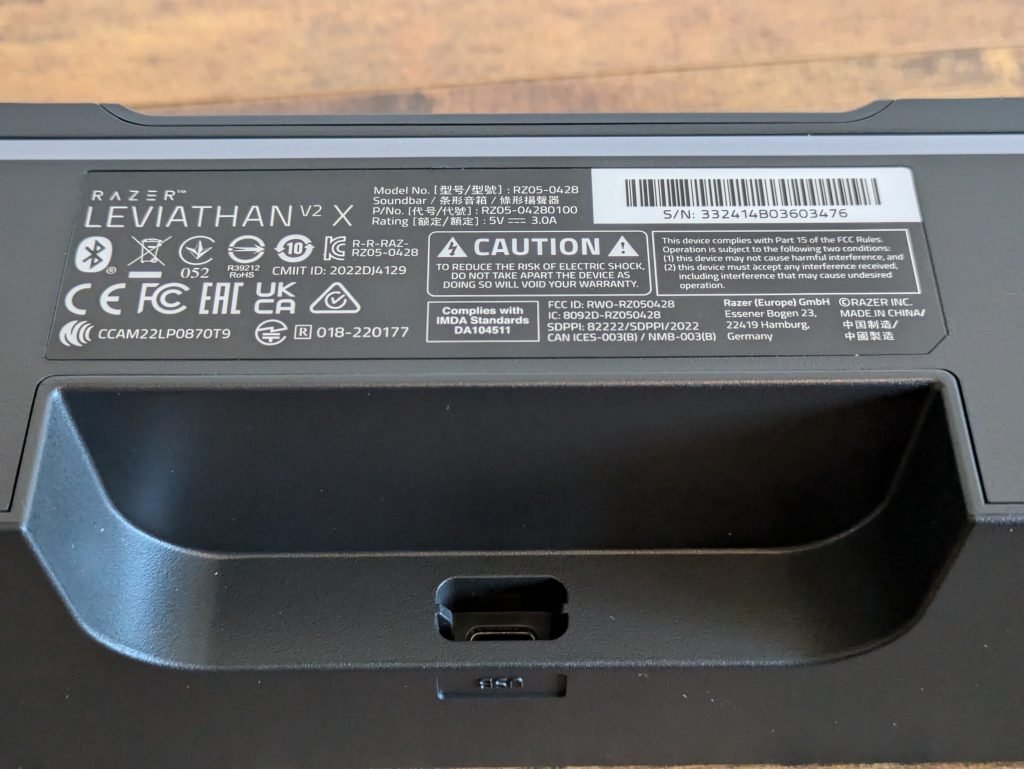 RAZER™
LEVIATHAN V2 X
Model No. [型号/型號] : RZ05-0428
Soundbar / 条形音箱 / 條形揚聲器
P/No. [代号/代號] : RZ05-04280100
Rating [额定/額定] : 5V⎓ 3.0A
S/N: 332414B03603476
®
052
R39212
RoHS
10
R-R-RAZ-
RZ05-0428
CMIIT ID: 2022DJ4129
CE FC EAC UK
CA
CCAM22LP0870T9
R 018-220177
CAUTION
TO REDUCE THE RISK OF ELECTRIC SHOCK,
DO NOT TAKE APART THE DEVICE AS
DOING SO WILL VOID YOUR WARRANTY.
This device complies with Part 15 of the FCC Rules.
Operation is subject to the following two conditions:
(1) this device may not cause harmful interference, and
(2) this device must accept any interference received,
including interference that may cause undesired
operation.
Complies with
IMDA Standards
DA104511
FCC ID: RWO-RZ050428
IC: 8092D-RZ050428
SDPPI: 82222/SDPPI/2022
CAN ICES-003(B) / NMB-003(B)
Razer (Europe) GmbH
Essener Bogen 23,
22419 Hamburg,
Germany
©RAZER INC.
MADE IN CHINA/
中国制造/
中國製造
USB